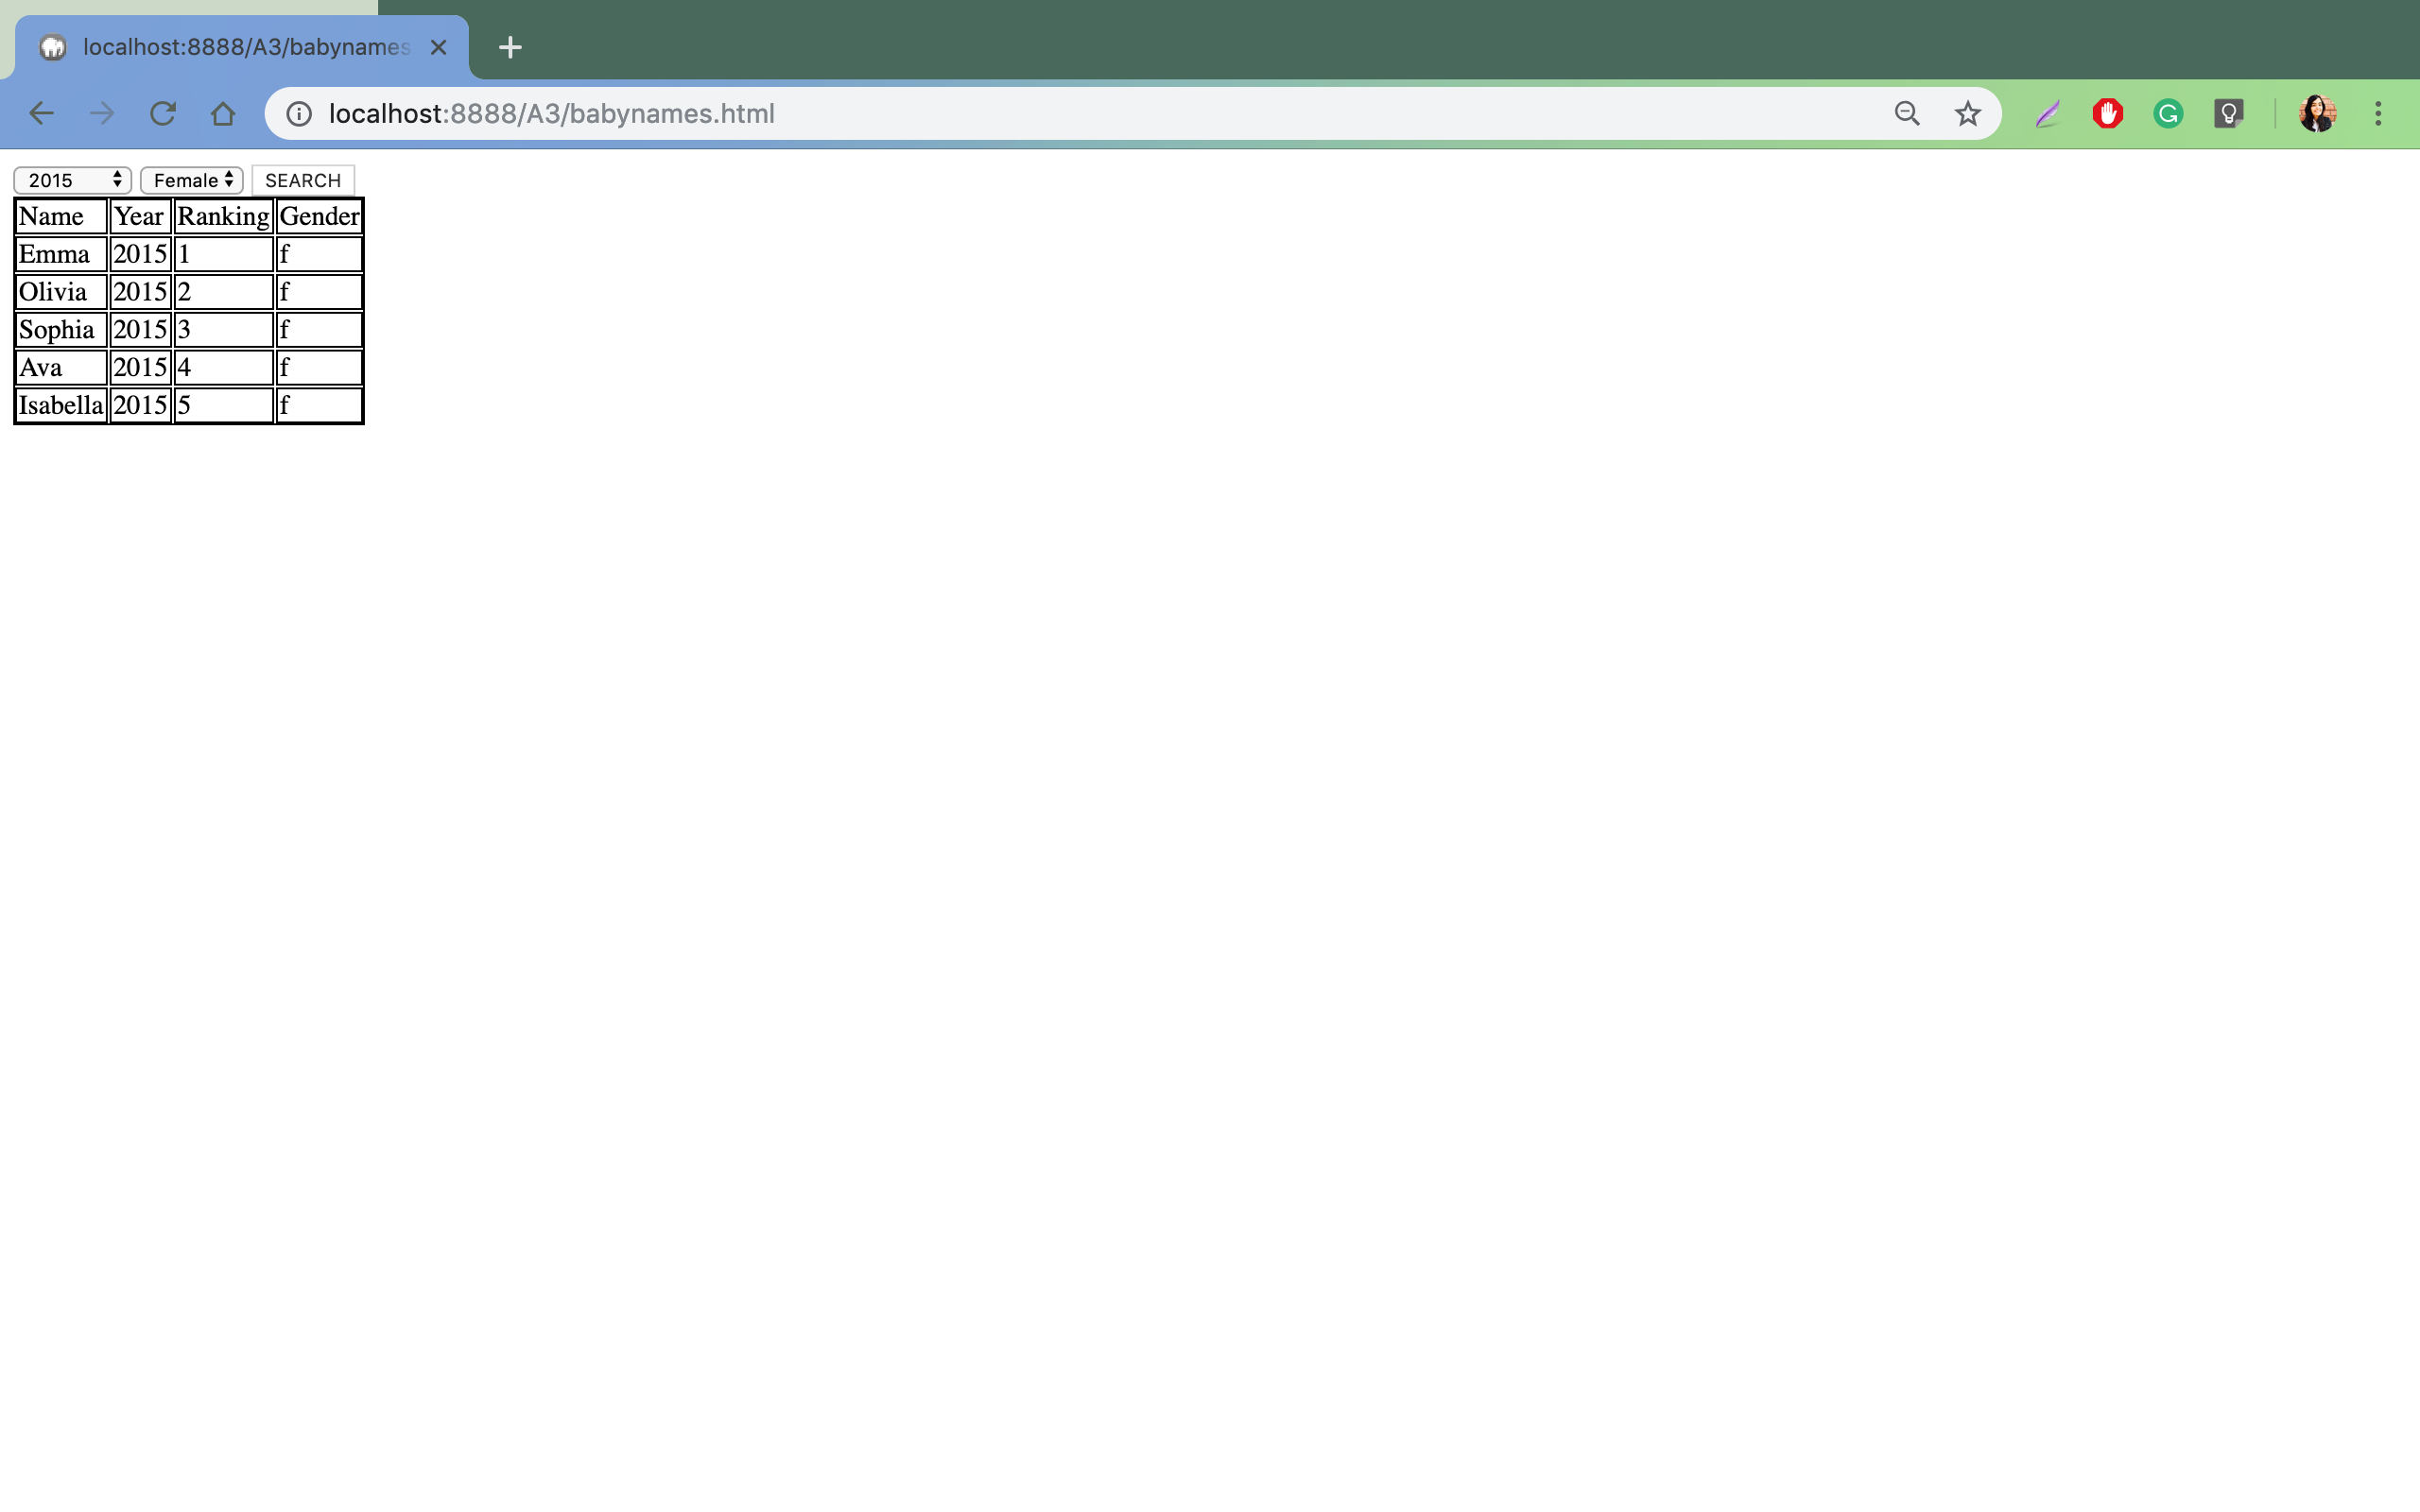 localhost:8888/A3/babynames
localhost:8888/A3/babynames.html
2015 Female SEARCH
Name Year Ranking Gender
Emma 2015 1 f
Olivia 2015 2 f
Sophia 2015 3 f
Ava 2015 4 f
Isabella 2015 5 f